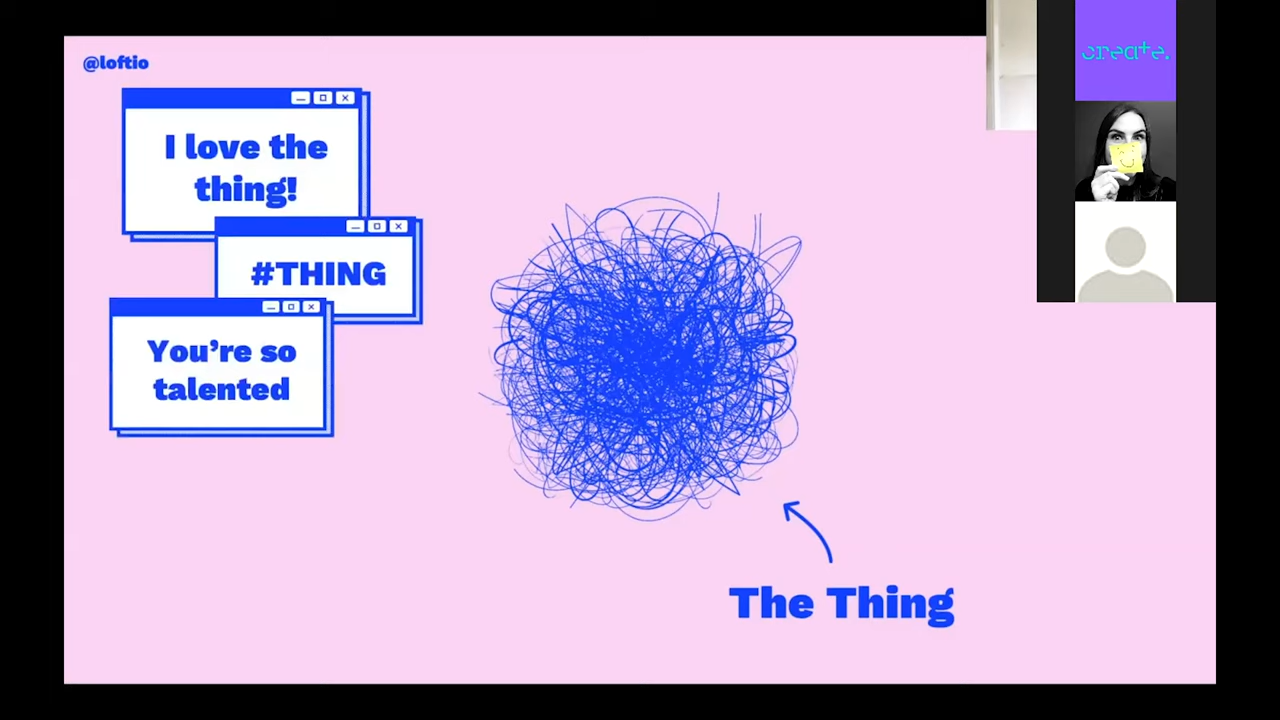 @loftio
I love the
thing!
#THING
You're so
talented
The Thing
create.